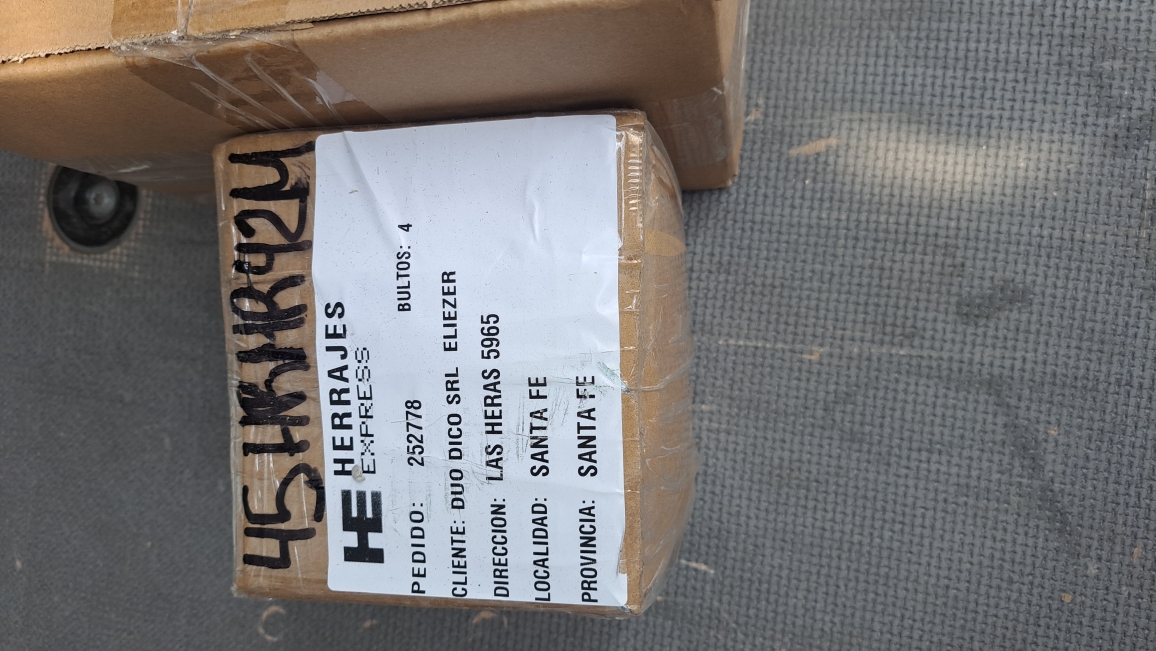 HE HERRAJES
EXPRESS
PEDIDO: 252778 BULTOS: 4
CLIENTE: DUO DICO SRL ELIEZER
DIRECCION: LAS HERAS 5965
LOCALIDAD: SANTA FE
PROVINCIA: SANTA FE